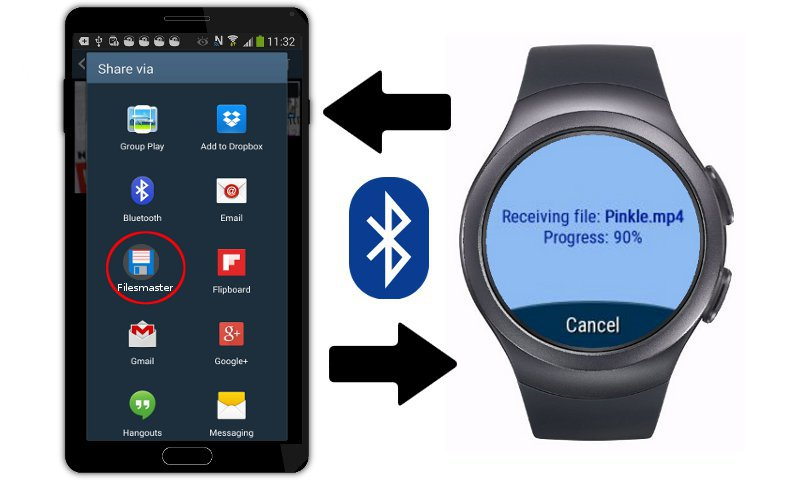 11:32
Share via
Group Play
Add to Dropbox
Bluetooth
Email
Filesmaster
Flipboard
Gmail
g+
Google+
Hangouts
Messaging
Receiving file: Pinkle.mp4
Progress: 90%
Cancel